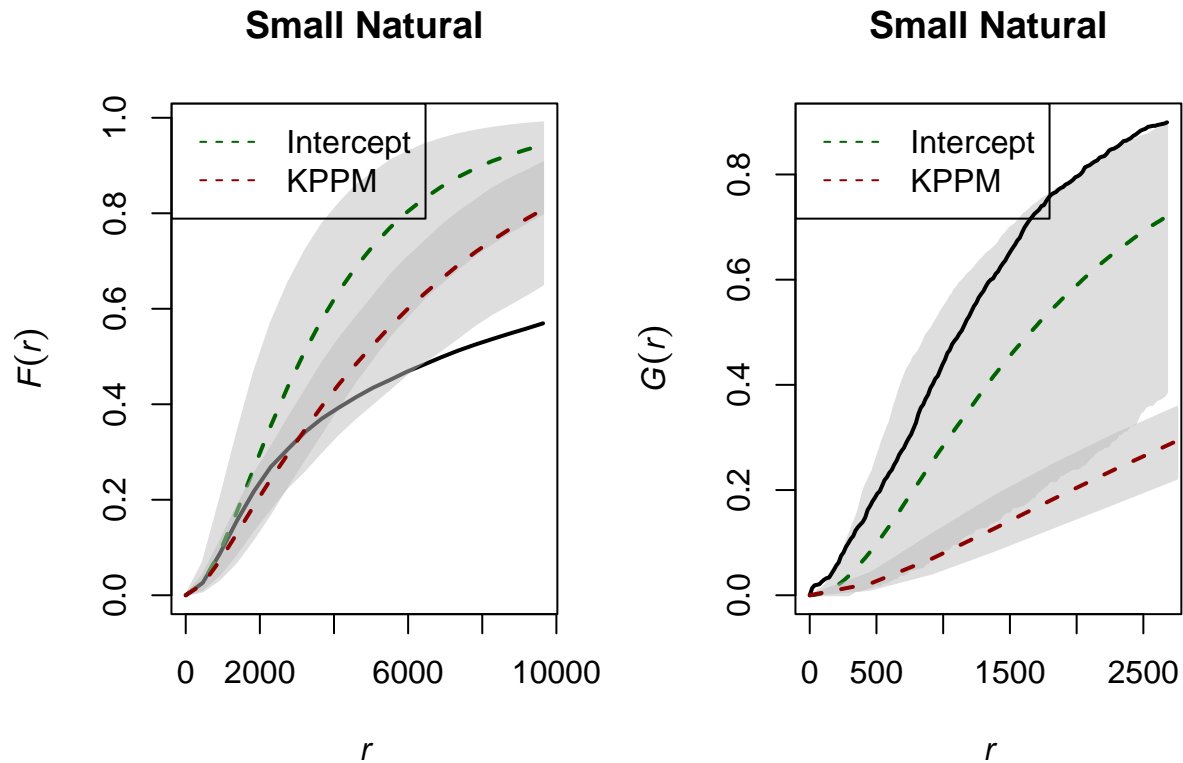 Small Natural
Intercept
KPPM
F(r)
0.0 0.2 0.4 0.6 0.8 1.0
0 2000 6000 10000
r
Small Natural
Intercept
KPPM
G(r)
0.0 0.2 0.4 0.6 0.8
0 500 1500 2500
r